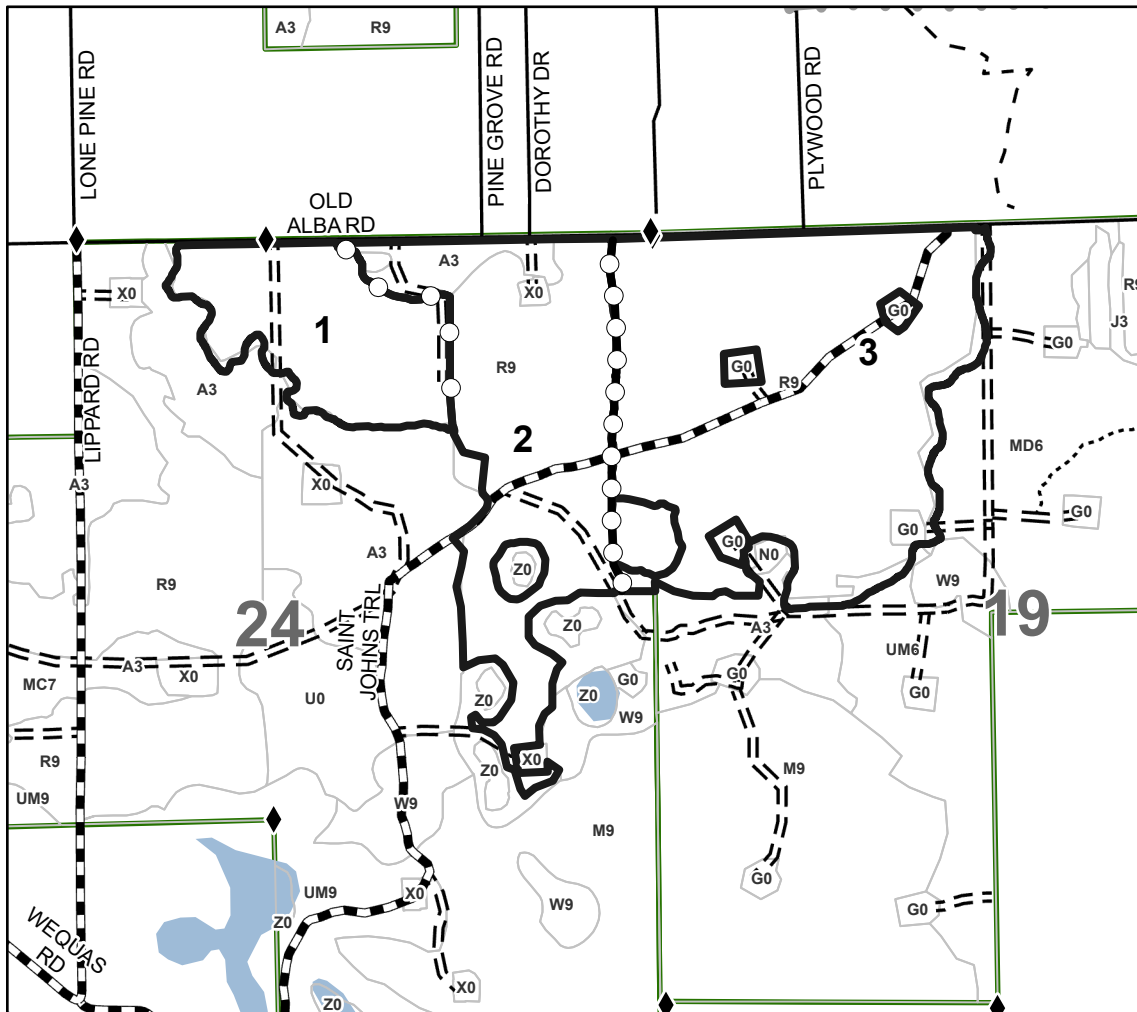 A3
R9
LONE PINE RD
PINE GROVE RD
DOROTHY DR
PLYWOOD RD
OLD
ALBA RD
A3
X0
X0
R9
J3
G0
G0
1
3
LIPPARD RD
A3
R9
G0
R9
2
MD6
A3
X0
G0
G0
G0
N0
A3
Z0
R9
W9
24
SAINT
JOHNS TRL
Z0
A3
19
UM6
A3
X0
MC7
U0
Z0
Z0
G0
G0
G0
W9
R9
Z0
X0
M9
UM9
W9
M9
G0
UM9
X0
W9
Z0
G0
WEQUAS
RD
X0
Z0